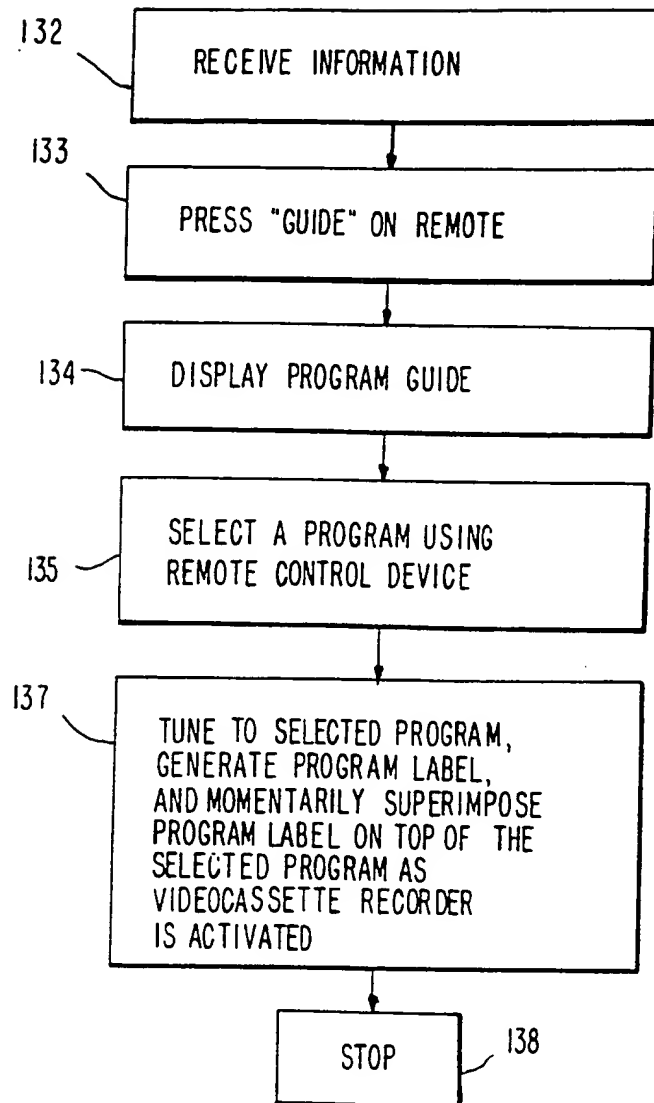 132
RECEIVE INFORMATION
133
PRESS "GUIDE" ON REMOTE
134
DISPLAY PROGRAM GUIDE
135
SELECT A PROGRAM USING
REMOTE CONTROL DEVICE
137
TUNE TO SELECTED PROGRAM,
GENERATE PROGRAM LABEL,
AND MOMENTARILY SUPERIMPOSE
PROGRAM LABEL ON TOP OF THE
SELECTED PROGRAM AS
VIDEOCASSETTE RECORDER
IS ACTIVATED
STOP
138